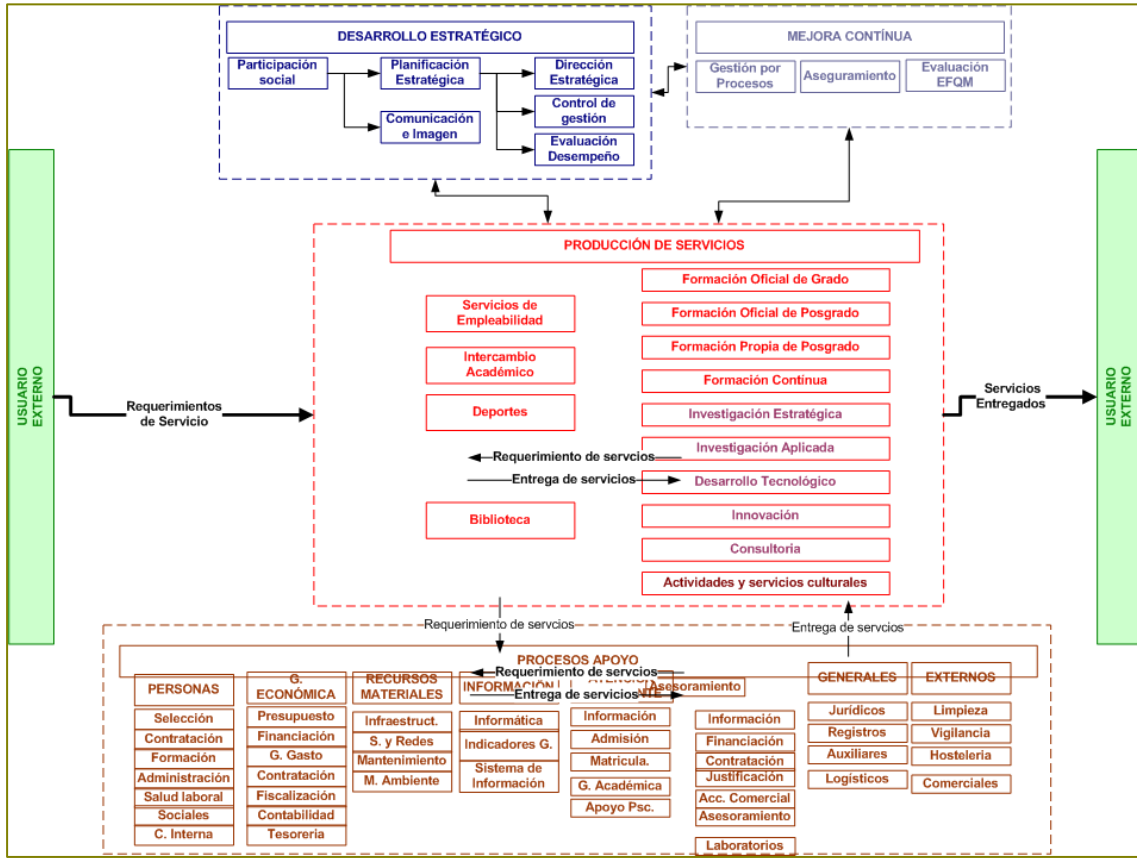 DESARROLLO ESTRATÉGICO
Participación
social
Planificación
Estratégica
Dirección
Estratégica
Comunicación
e Imagen
Control de
gestión
Evaluación
Desempeño
MEJORA CONTÍNUA
Gestión por
Procesos
Aseguramiento
Evaluación
EFQM
USUARIO
EXTERNO
Requerimientos
de Servicio
PRODUCCIÓN DE SERVICIOS
Servicios de
Empleabilidad
Intercambio
Académico
Deportes
Biblioteca
Formación Oficial de Grado
Formación Oficial de Posgrado
Formación Propia de Posgrado
Formación Contínua
Investigación Estratégica
Investigación Aplicada
Desarrollo Tecnológico
Innovación
Consultoria
Actividades y servicios culturales
Requerimiento de servcios
Entrega de servicios
Servicios
Entregados
USUARIO
EXTERNO
Requerimiento de servcios
Entrega de servcios
PROCESOS APOYO
Requerimiento de servcios
Entrega de servicios
PERSONAS
Selección
Contratación
Formación
Administración
Salud laboral
Sociales
C. Interna
G.
ECONÓMICA
Presupuesto
Financiación
G. Gasto
Contratación
Fiscalización
Contabilidad
Tesoreria
RECURSOS
MATERIALES
Infraestruct.
S. y Redes
Mantenimiento
M. Ambiente
INFORMACIÓN
Informática
Indicadores G.
Sistema de
Información
Información
Admisión
Matricula.
G. Académica
Apoyo Psc.
Asesoramiento
Información
Financiación
Contratación
Justificación
Acc. Comercial
Asesoramiento
Laboratorios
GENERALES
Jurídicos
Registros
Auxiliares
Logísticos
EXTERNOS
Limpieza
Vigilancia
Hosteleria
Comerciales